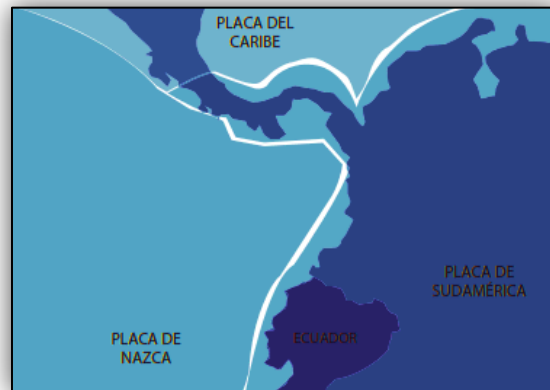 PLACA DEL
CARIBE
PLACA DE
SUDAMÉRICA
PLACA DE
NAZCA
ECUADOR